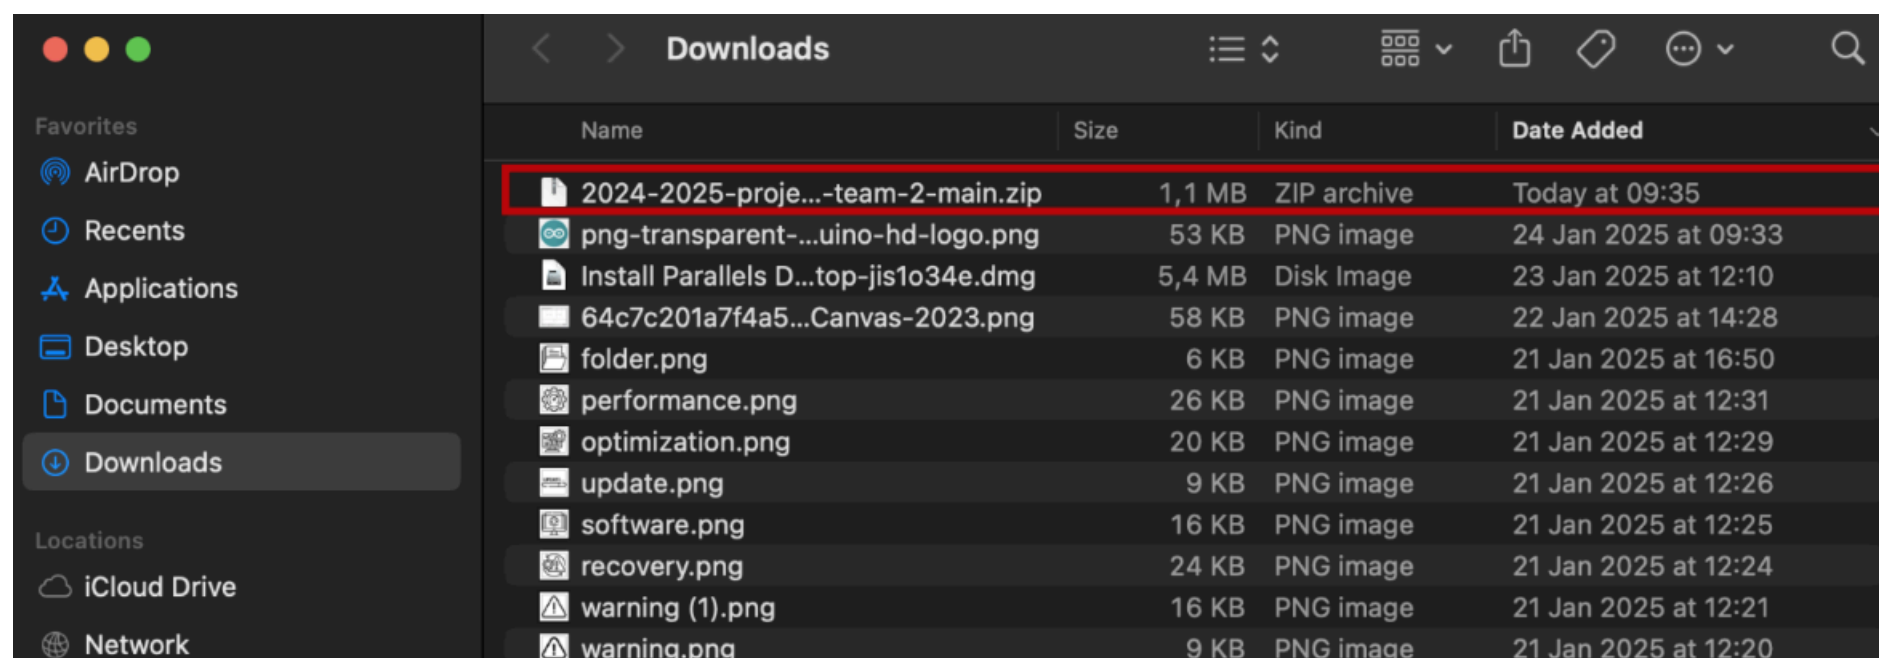 Downloads
Favorites
AirDrop
Recents
Applications
Desktop
Documents
Downloads
Locations
iCloud Drive
Network
Name Size Kind Date Added
2024-2025-proje...-team-2-main.zip 1,1 MB ZIP archive Today at 09:35
png-transparent-...uino-hd-logo.png 53 KB PNG image 24 Jan 2025 at 09:33
Install Parallels D...top-jis1o34e.dmg 5,4 MB Disk Image 23 Jan 2025 at 12:10
64c7c201a7f4a5...Canvas-2023.png 58 KB PNG image 22 Jan 2025 at 14:28
folder.png 6 KB PNG image 21 Jan 2025 at 16:50
performance.png 26 KB PNG image 21 Jan 2025 at 12:31
optimization.png 20 KB PNG image 21 Jan 2025 at 12:29
update.png 9 KB PNG image 21 Jan 2025 at 12:26
software.png 16 KB PNG image 21 Jan 2025 at 12:25
recovery.png 24 KB PNG image 21 Jan 2025 at 12:24
warning (1).png 16 KB PNG image 21 Jan 2025 at 12:21
warning.png 9 KB PNG image 21 Jan 2025 at 12:20